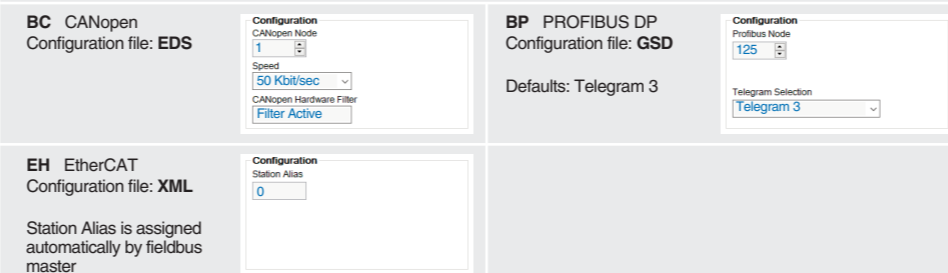 BC CANopen
Configuration file: EDS
Configuration
CANopen Node
1
Speed
50 Kbit/sec
CANopen Hardware Filter
Filter Active
BP PROFIBUS DP
Configuration file: GSD
Defaults: Telegram 3
Configuration
Profibus Node
125
Telegram Selection
Telegram 3
EH EtherCAT
Configuration file: XML
Station Alias is assigned
automatically by fieldbus
master
Configuration
Station Alias
0